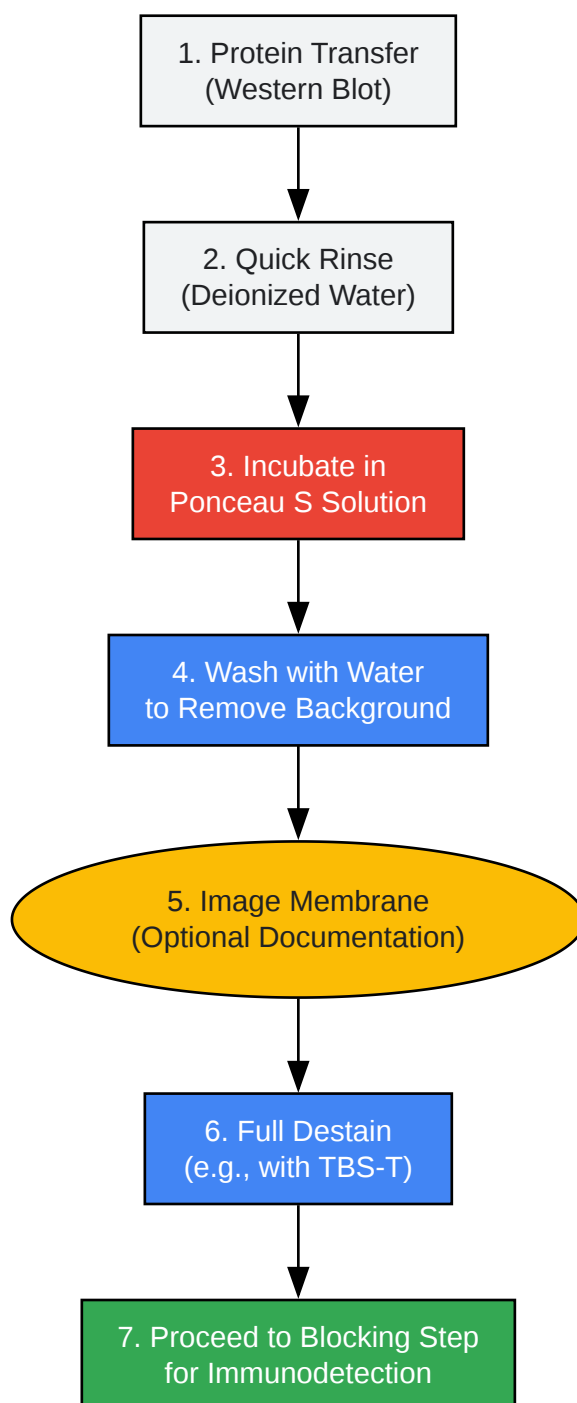 1. Protein Transfer
(Western Blot)
2. Quick Rinse
(Deionized Water)
3. Incubate in
Ponceau S Solution
4. Wash with Water
to Remove Background
5. Image Membrane
(Optional Documentation)
6. Full Destain
(e.g., with TBS-T)
7. Proceed to Blocking Step
for Immunodetection